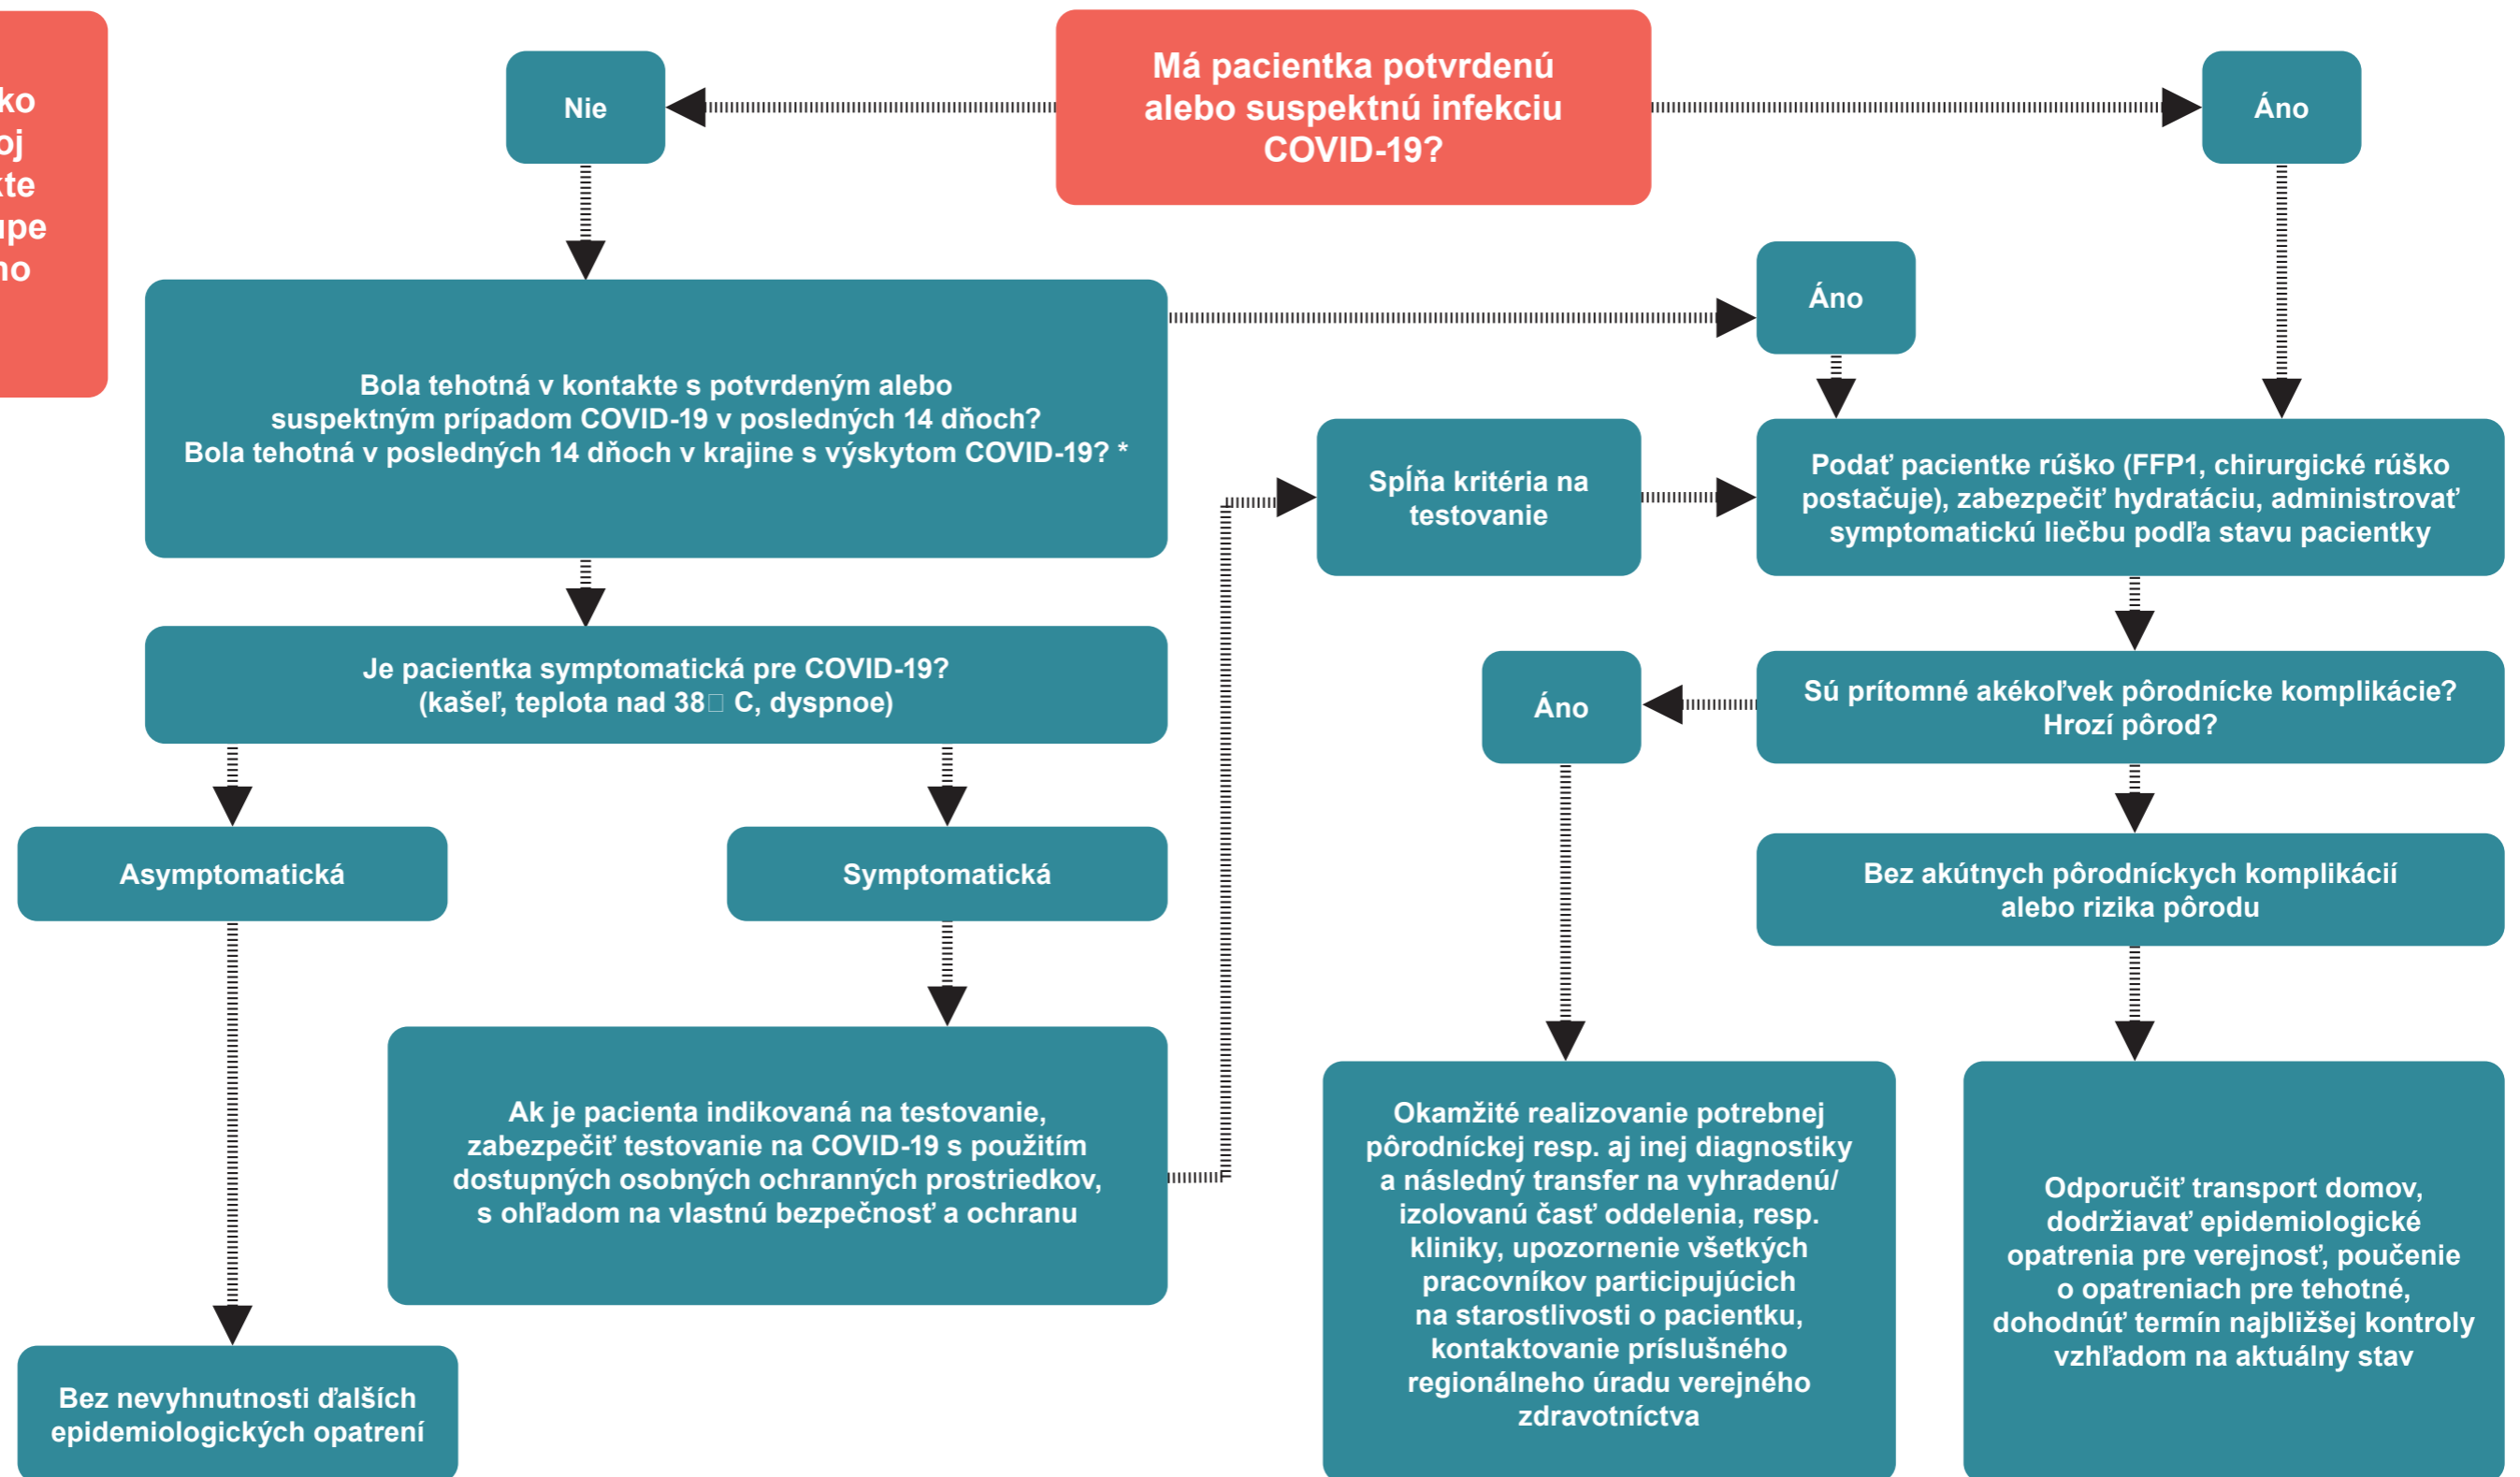 ko
oj
kte
upe
no
Nie
Má pacientka potvrdenú
alebo suspektnú infekciu
COVID-19?
Áno
Áno
Bola tehotná v kontakte s potvrdeným alebo
suspektným prípadom COVID-19 v posledných 14 dňoch?
Bola tehotná v posledných 14 dňoch v krajine s výskytom COVID-19? *
Spĺňa kritéria na
testovanie
Podať pacientke rúško (FFP1, chirurgické rúško
postačuje), zabezpečiť hydratáciu, administrovať
symptomatickú liečbu podľa stavu pacientky
Je pacientka symptomatická pre COVID-19?
(kašeľ, teplota nad 38□ C, dyspnoe)
Áno
Sú prítomné akékoľvek pôrodnícke komplikácie?
Hrozí pôrod?
Asymptomatická
Symptomatická
Bez akútnych pôrodníckych komplikácií
alebo rizika pôrodu
Ak je pacienta indikovaná na testovanie,
zabezpečiť testovanie na COVID-19 s použitím
dostupných osobných ochranných prostriedkov,
s ohľadom na vlastnú bezpečnosť a ochranu
Okamžité realizovanie potrebnej
pôrodníckej resp. aj inej diagnostiky
a následný transfer na vyhradenú/
izolovanú časť oddelenia, resp.
kliniky, upozornenie všetkých
pracovníkov participujúcich
na starostlivosti o pacientku,
kontaktovanie príslušného
regionálneho úradu verejného
zdravotníctva
Odporučiť transport domov,
dodržiavať epidemiologické
opatrenia pre verejnosť, poučenie
o opatreniach pre tehotné,
dohodnúť termín najbližšej kontroly
vzhľadom na aktuálny stav
Bez nevyhnutnosti ďalších
epidemiologických opatrení